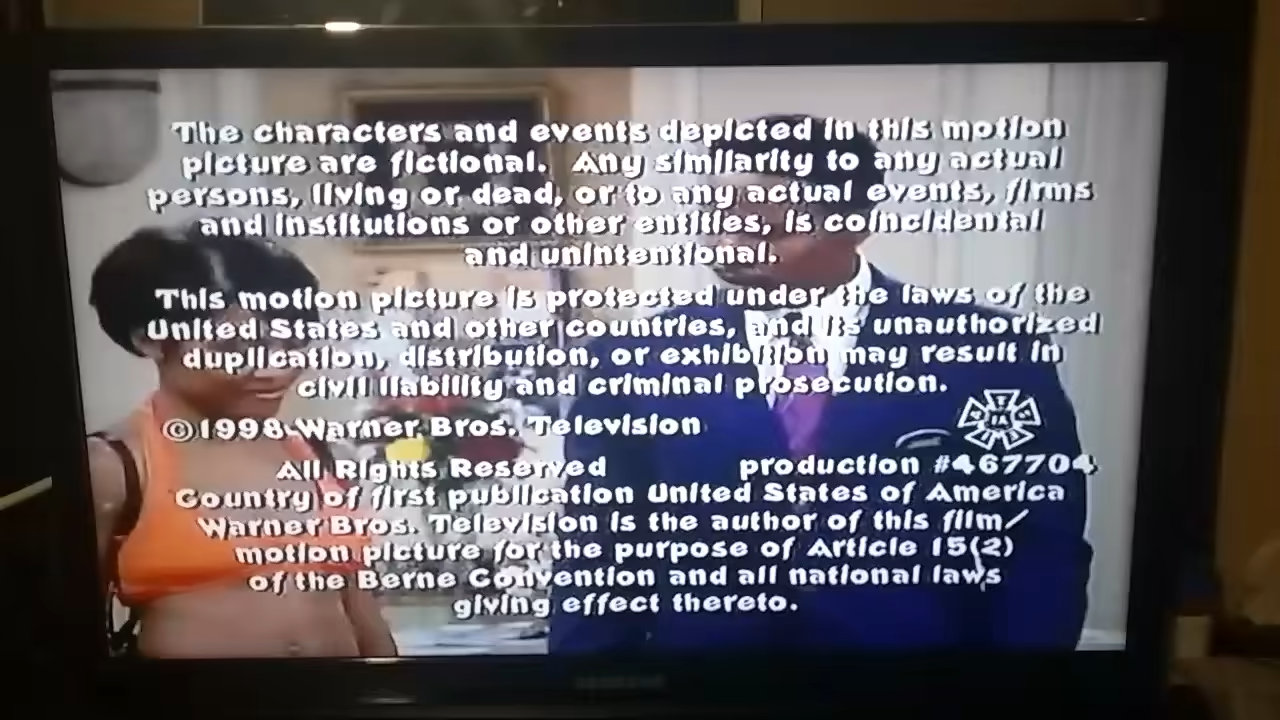 The characters and events depicted in this motion
picture are fictional. Any similarity to any actual
persons, living or dead, or to any actual events, firms
and institutions or other entities, is coincidental
and unintentional.
This motion picture is protected under the laws of the
United States and other countries, and its unauthorized
duplication, distribution, or exhibition may result in
civil liability and criminal prosecution.
©1998 Warner Bros. Television
All Rights Reserved production #467704
Country of first publication United States of America
Warner Bros. Television is the author of this film/
motion picture for the purpose of Article 15(2)
of the Berne Convention and all national laws
giving effect thereto.